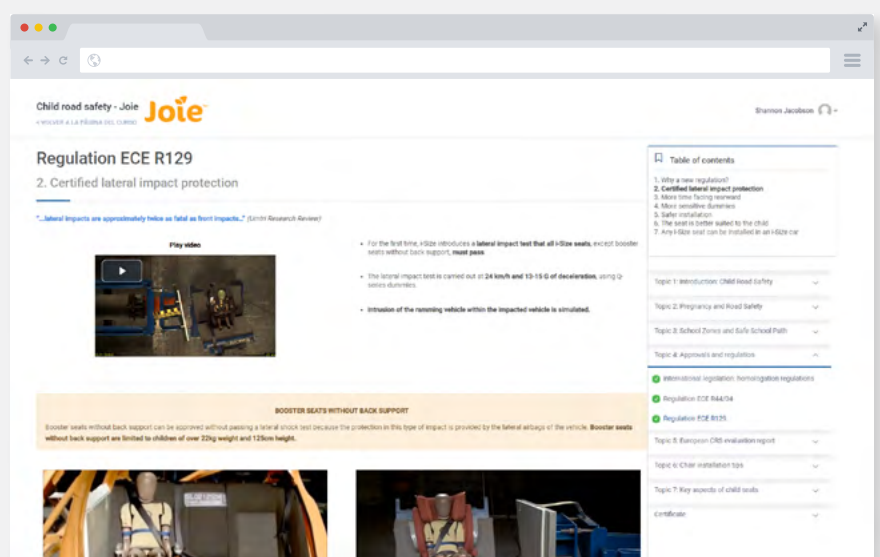 Child road safety - Joie
Joie
< VOLVER A LA PÁGINA DEL CURSO
Shannon Jacobson
Regulation ECE R129
2. Certified lateral impact protection
"...lateral impacts are approximately twice as fatal as front impacts..." (Umtri Research Review)
Play video
• For the first time, i-Size introduces a lateral impact test that all i-Size seats, except booster
seats without back support, must pass
• The lateral impact test is carried out at 24 km/h and 13-15 G of deceleration, using Q-
series dummies.
• Intrusion of the ramming vehicle within the impacted vehicle is simulated.
BOOSTER SEATS WITHOUT BACK SUPPORT
Booster seats without back support can be approved without passing a lateral shock test because the protection in this type of impact is provided by the lateral airbags of the vehicle. Booster seats
without back support are limited to children of over 22kg weight and 125cm height.
Table of contents
1. Why a new regulation?
2. Certified lateral impact protection
3. More time facing rearward
4. More sensitive dummies
5. Safer installation
6. The seat is better suited to the child
7. Any i-Size seat can be installed in an i-Size car
Topic 1: Introduction: Child Road Safety
Topic 2: Pregnancy and Road Safety
Topic 3: School Zones and Safe School Path
Topic 4: Approvals and regulation
International legislation: homologation regulations
Regulation ECE R44/04
Regulation ECE R129
Topic 5: European CRS evaluation report
Topic 6: Chair installation tips
Topic 7: Key aspects of child seats
Certificate